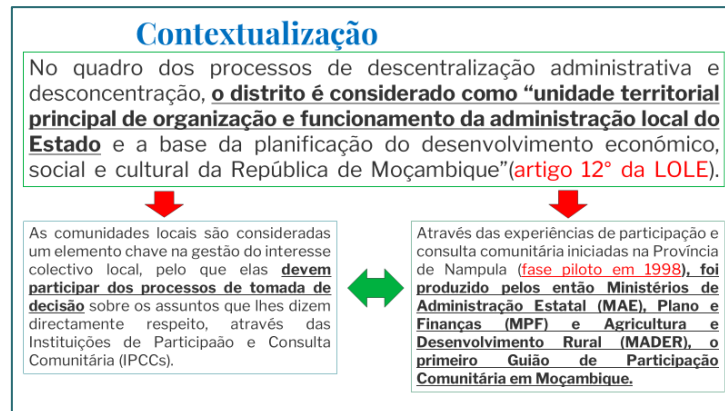 Contextualização
No quadro dos processos de descentralização administrativa e
desconcentração, o distrito é considerado como “unidade territorial
principal de organização e funcionamento da administração local do
Estado e a base da planificação do desenvolvimento económico,
social e cultural da República de Moçambique”(artigo 12° da LOLE).
As comunidades locais são consideradas
um elemento chave na gestão do interesse
colectivo local, pelo que elas devem
participar dos processos de tomada de
decisão sobre os assuntos que lhes dizem
directamente respeito, através das
Instituições de Participaão e Consulta
Comunitária (IPCCs).
Através das experiências de participação e
consulta comunitária iniciadas na Província
de Nampula (fase piloto em 1998), foi
produzido pelos então Ministérios de
Administração Estatal (MAE), Plano e
Finanças (MPF) e Agricultura e
Desenvolvimento Rural (MADER), o
primeiro Guião de Participação
Comunitária em Moçambique.